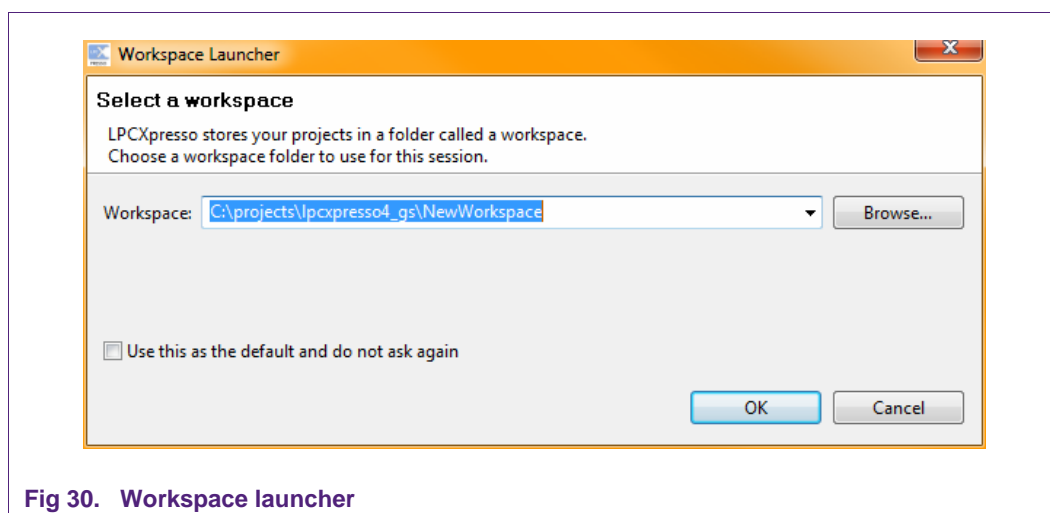 Workspace Launcher
Select a workspace
LPCXpresso stores your projects in a folder called a workspace.
Choose a workspace folder to use for this session.
Workspace: C:\projects\lpcxpresso4_gs\NewWorkspace Browse...
Use this as the default and do not ask again
OK Cancel
Fig 30. Workspace launcher